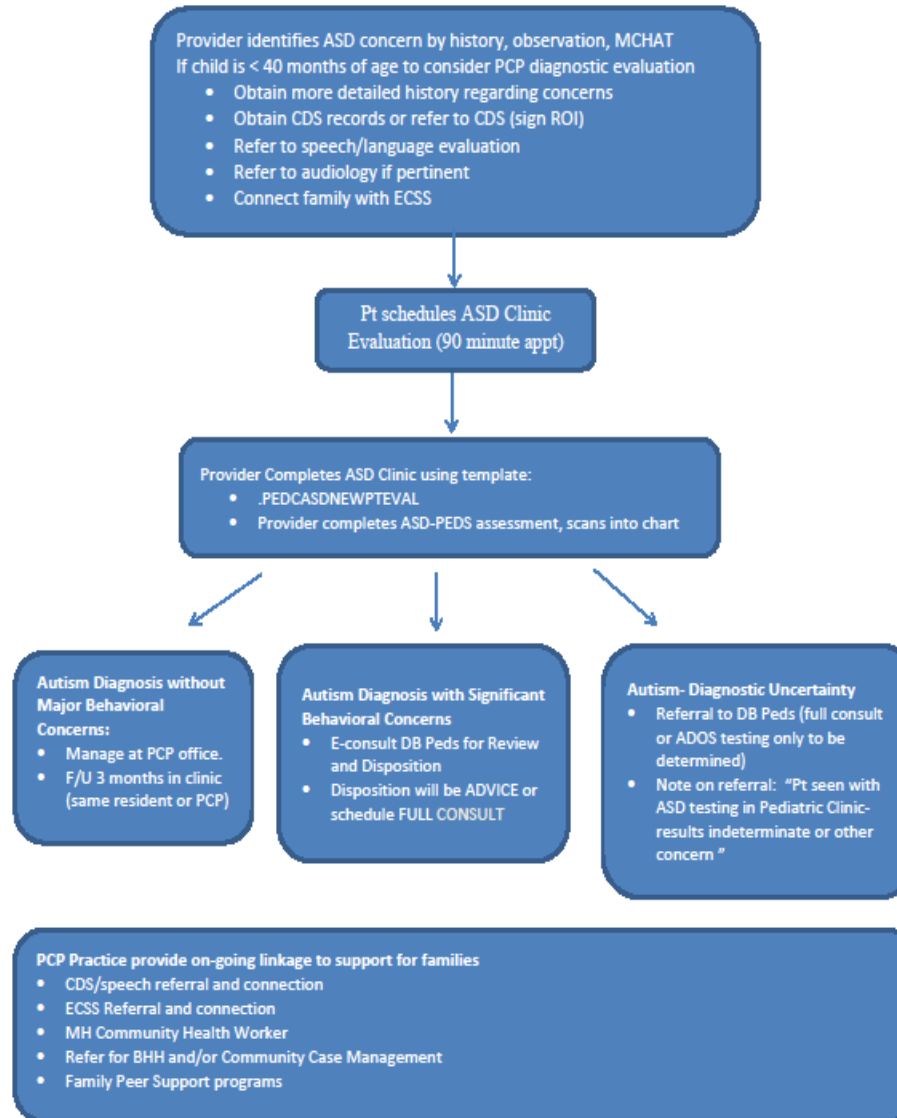 Provider identifies ASD concern by history, observation, MCHAT
If child is < 40 months of age to consider PCP diagnostic evaluation
• Obtain more detailed history regarding concerns
• Obtain CDS records or refer to CDS (sign ROI)
• Refer to speech/language evaluation
• Refer to audiology if pertinent
• Connect family with ECSS
Pt schedules ASD Clinic
Evaluation (90 minute appt)
Provider Completes ASD Clinic using template:
• .PEDCASDNEWPTEVAL
• Provider completes ASD-PEDS assessment, scans into chart
Autism Diagnosis without
Major Behavioral
Concerns:
• Manage at PCP office.
• F/U 3 months in clinic
(same resident or PCP)
Autism Diagnosis with Significant
Behavioral Concerns
• E-consult DB Peds for Review
and Disposition
• Disposition will be ADVICE or
schedule FULL CONSULT
Autism- Diagnostic Uncertainty
• Referral to DB Peds (full consult
or ADOS testing only to be
determined)
• Note on referral: “Pt seen with
ASD testing in Pediatric Clinic-
results indeterminate or other
concern ”
PCP Practice provide on-going linkage to support for families
• CDS/speech referral and connection
• ECSS Referral and connection
• MH Community Health Worker
• Refer for BHH and/or Community Case Management
• Family Peer Support programs